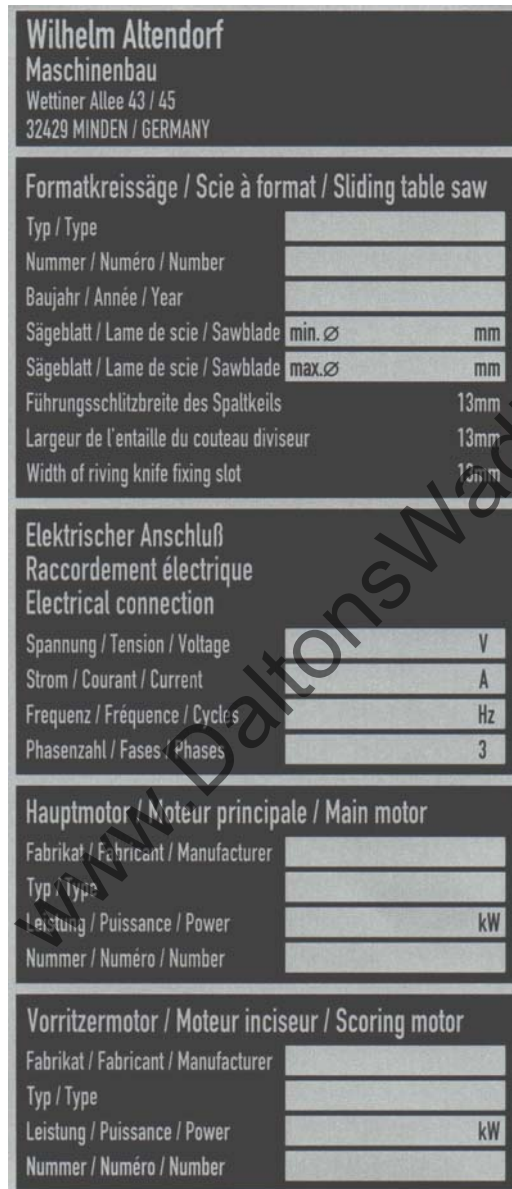 Wilhelm Altendorf
Maschinenbau
Wettiner Allee 43 / 45
32429 MINDEN / GERMANY
Formatkreissäge / Scie à format / Sliding table saw
Typ / Type
Nummer / Numéro / Number
Baujahr / Année / Year
Sägeblatt / Lame de scie / Sawblade min. ⌀ mm
Sägeblatt / Lame de scie / Sawblade max.⌀ mm
Führungsschlitzbreite des Spaltkeils 13mm
Largeur de l'entaille du couteau diviseur 13mm
Width of riving knife fixing slot 13mm
Elektrischer Anschluß
Raccordement électrique
Electrical connection
Spannung / Tension / Voltage V
Strom / Courant / Current A
Frequenz / Fréquence / Cycles Hz
Phasenzahl / Fases / Phases 3
Hauptmotor / Moteur principale / Main motor
Fabrikat / Fabricant / Manufacturer
Typ / Type
Leistung / Puissance / Power kW
Nummer / Numéro / Number
Vorritzermotor / Moteur inciseur / Scoring motor
Fabrikat / Fabricant / Manufacturer
Typ / Type
Leistung / Puissance / Power kW
Nummer / Numéro / Number
www.DaltonsWad